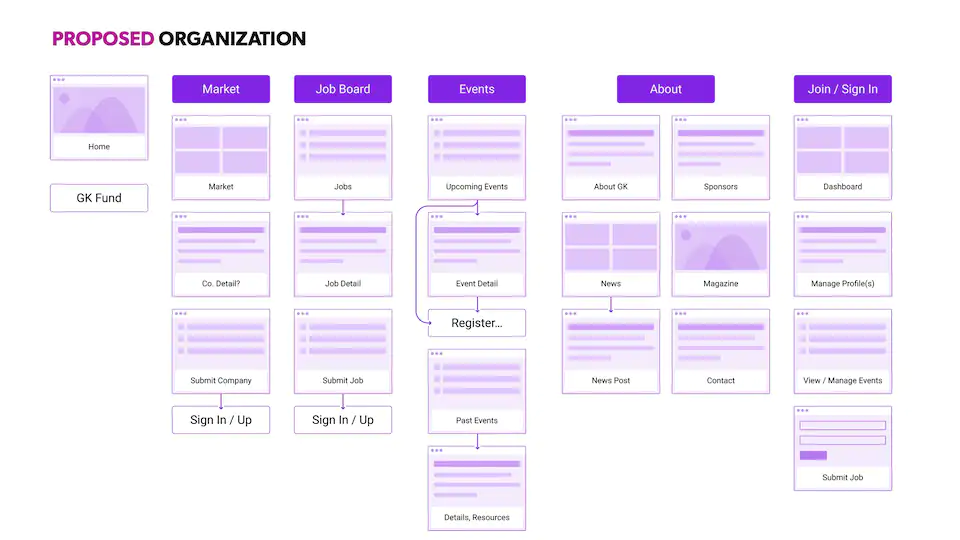 PROPOSED ORGANIZATION
Home
GK Fund
Market
Market
Co. Detail?
Submit Company
Sign In / Up
Job Board
Jobs
Job Detail
Submit Job
Sign In / Up
Events
Upcoming Events
Event Detail
Register...
Past Events
Details, Resources
About
About GK
Sponsors
News
Magazine
News Post
Contact
Join / Sign In
Dashboard
Manage Profile(s)
View / Manage Events
Submit Job